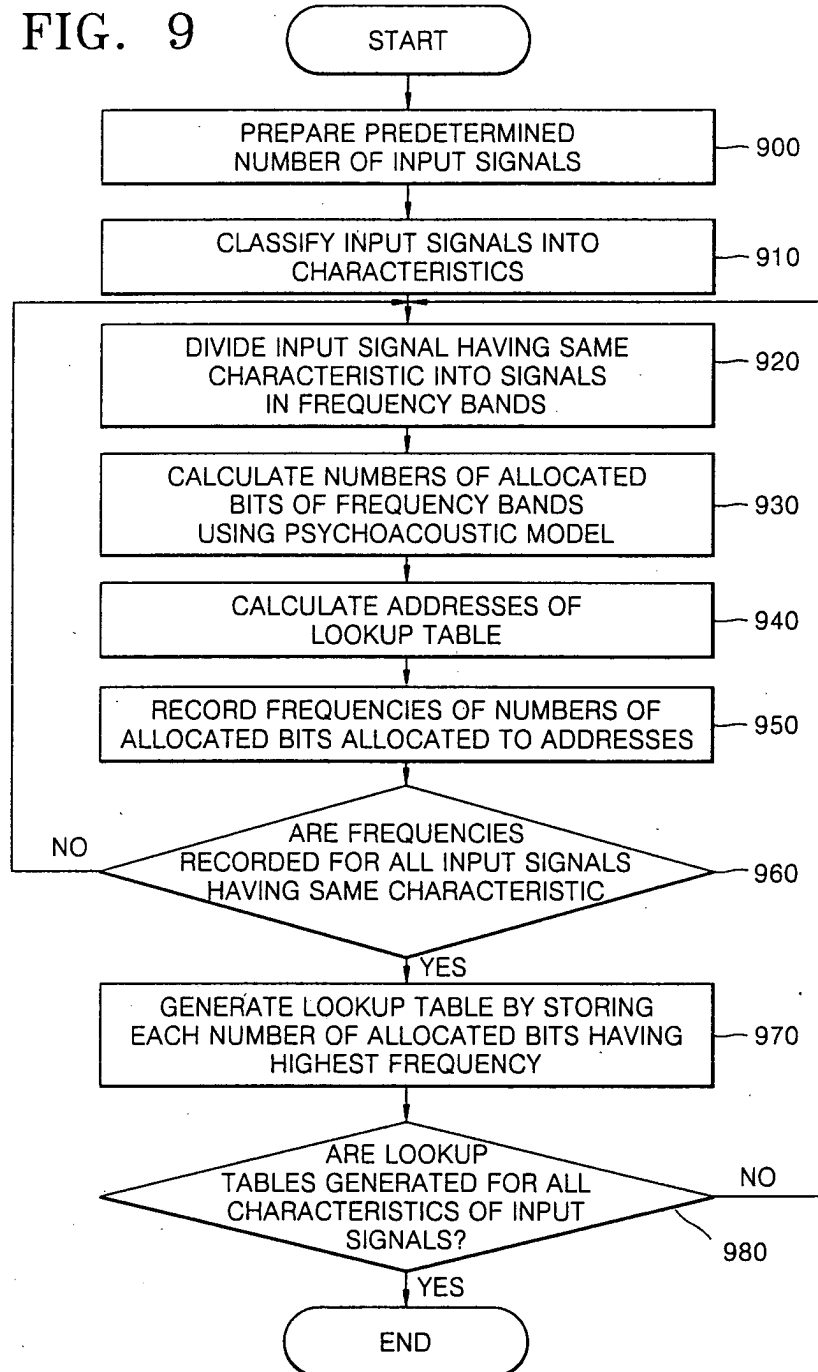 FIG. 9
START
PREPARE PREDETERMINED
NUMBER OF INPUT SIGNALS
900
CLASSIFY INPUT SIGNALS INTO
CHARACTERISTICS
910
DIVIDE INPUT SIGNAL HAVING SAME
CHARACTERISTIC INTO SIGNALS
IN FREQUENCY BANDS
920
CALCULATE NUMBERS OF ALLOCATED
BITS OF FREQUENCY BANDS
USING PSYCHOACOUSTIC MODEL
930
CALCULATE ADDRESSES OF
LOOKUP TABLE
940
RECORD FREQUENCIES OF NUMBERS OF
ALLOCATED BITS ALLOCATED TO ADDRESSES
950
ARE FREQUENCIES
RECORDED FOR ALL INPUT SIGNALS
HAVING SAME CHARACTERISTIC
NO
960
YES
GENERATE LOOKUP TABLE BY STORING
EACH NUMBER OF ALLOCATED BITS HAVING
HIGHEST FREQUENCY
970
ARE LOOKUP
TABLES GENERATED FOR ALL
CHARACTERISTICS OF INPUT
SIGNALS?
NO
980
YES
END